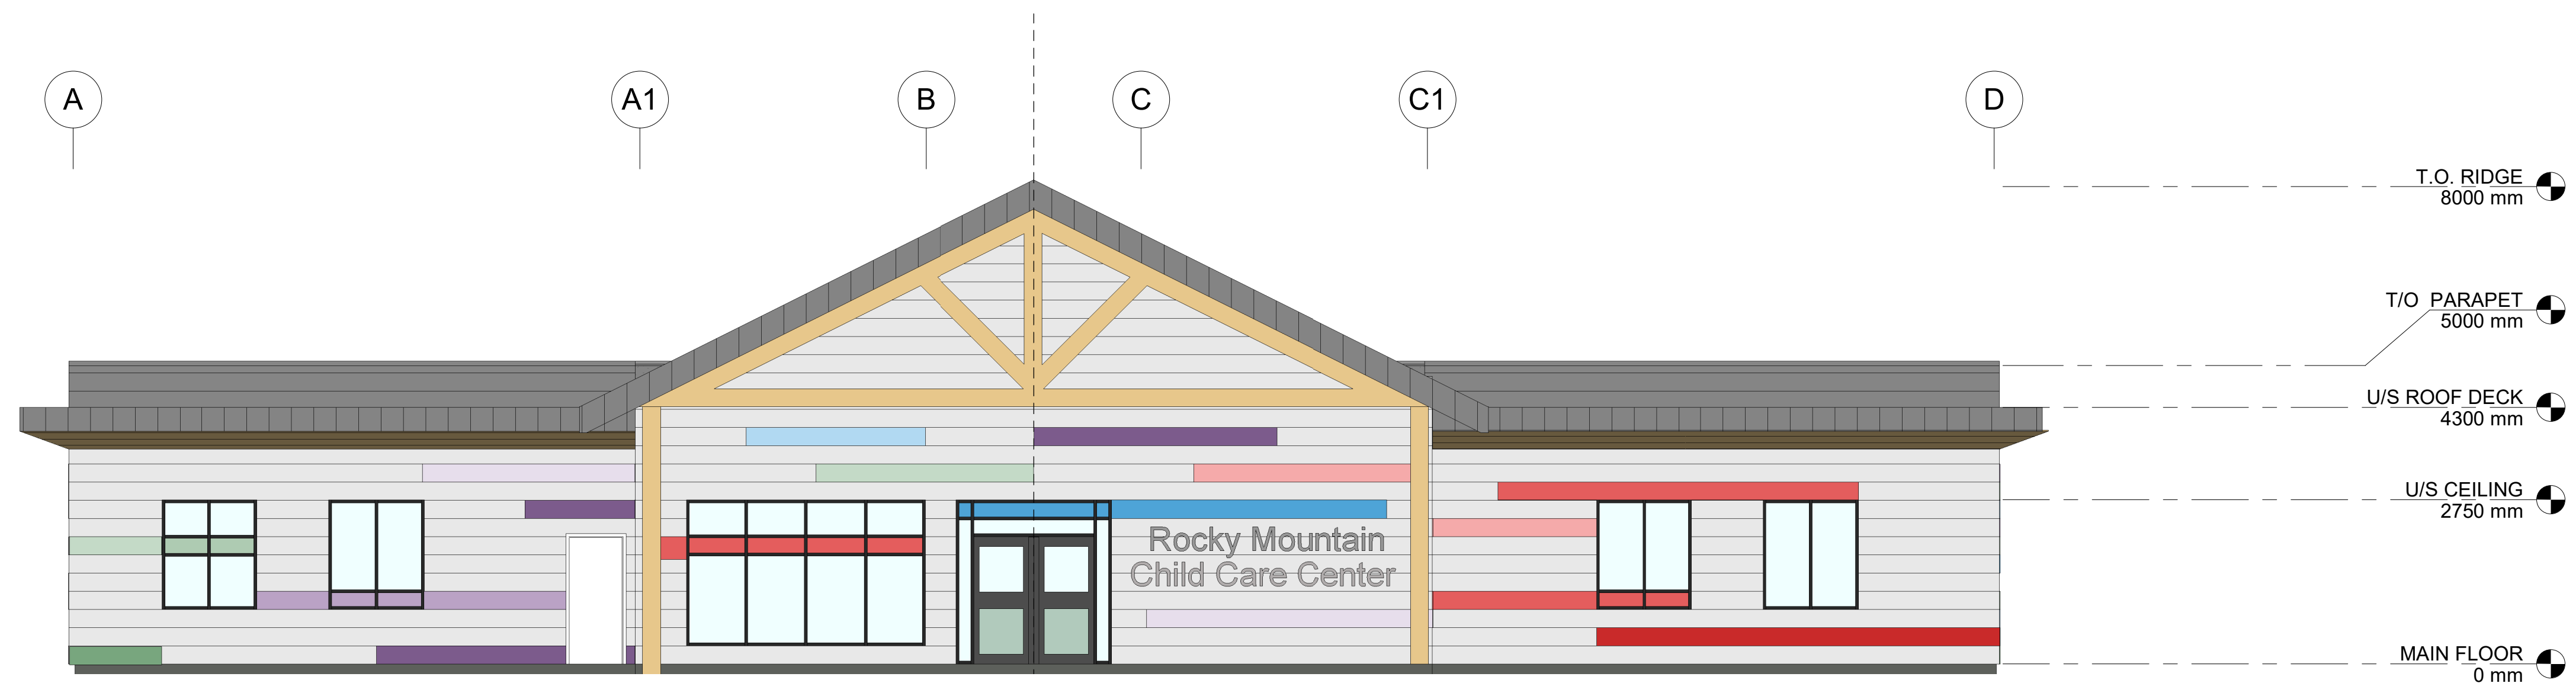 A
A1
B
C
C1
D
T.O. RIDGE
8000 mm
T/O PARAPET
5000 mm
U/S ROOF DECK
4300 mm
U/S CEILING
2750 mm
Rocky Mountain
Child Care Center
MAIN FLOOR
0 mm